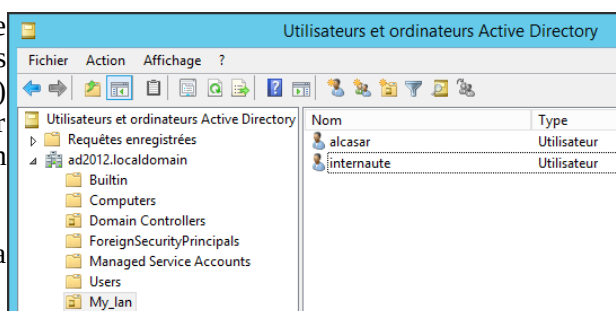 Utilisateurs et ordinateurs Active Directory
Fichier Action Affichage ?
Utilisateurs et ordinateurs Active Directory
Requêtes enregistrées
ad2012.localdomain
Builtin
Computers
Domain Controllers
ForeignSecurityPrincipals
Managed Service Accounts
Users
My_lan
Nom Type
alcasar Utilisateur
internaute Utilisateur